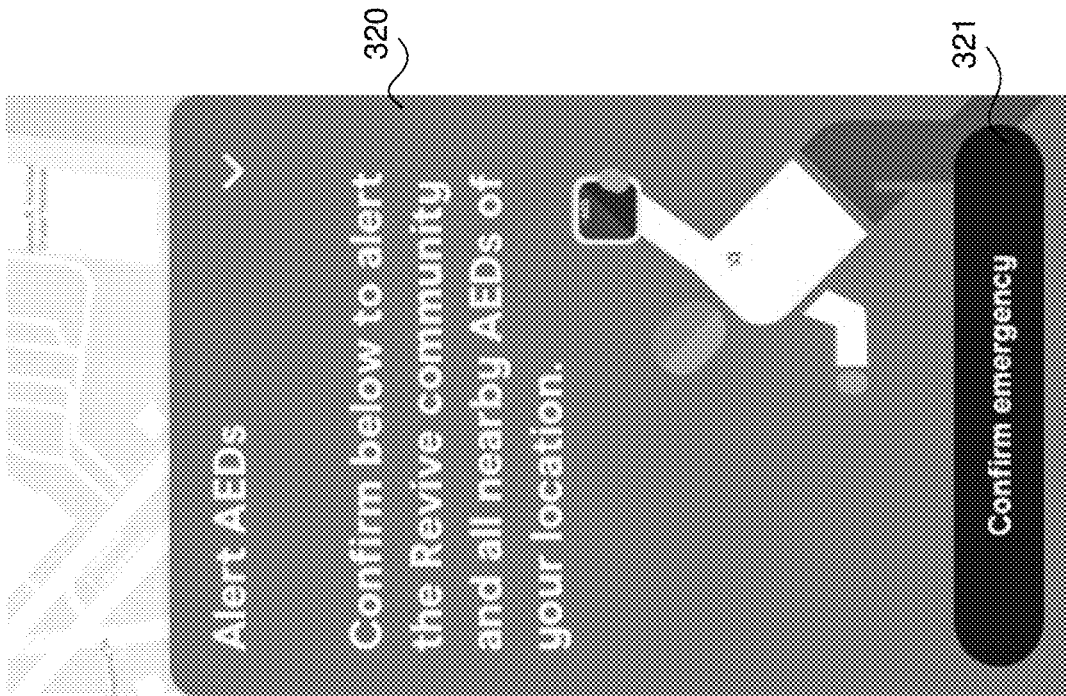 Alert AEDs
Confirm below to alert
the Revive community
and all nearby AEDs of
your location.
Confirm emergency
320
321